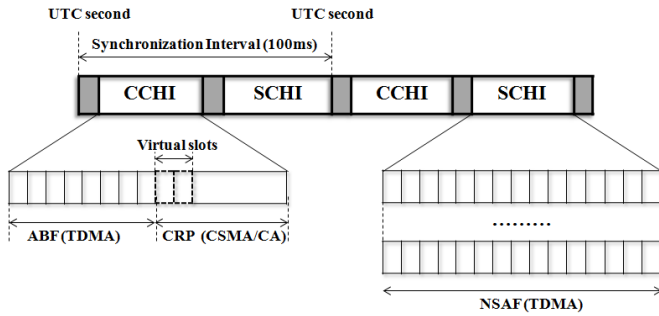 UTC second UTC second
Synchronization Interval (100ms)
CCHI SCHI CCHI SCHI
Virtual slots
.........
ABF(TDMA) CRP (CSMA/CA)
NSAF(TDMA)